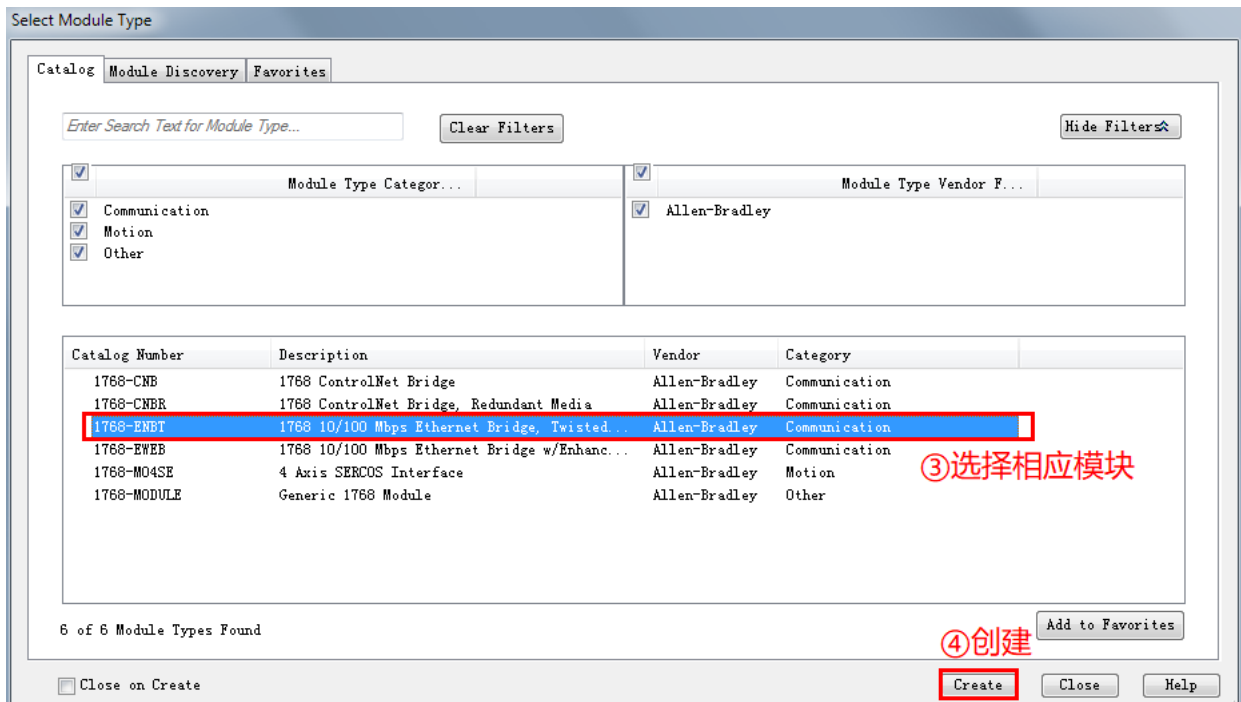 Select Module Type
Catalog Module Discovery Favorites
Enter Search Text for Module Type... Clear Filters Hide Filters
Module Type Categor... Module Type Vendor F...
Communication Allen-Bradley
Motion
Other
Catalog Number Description Vendor Category
1768-CNB 1768 ControlNet Bridge Allen-Bradley Communication
1768-CNBR 1768 ControlNet Bridge, Redundant Media Allen-Bradley Communication
1768-ENBT 1768 10/100 Mbps Ethernet Bridge, Twisted... Allen-Bradley Communication
1768-EWEB 1768 10/100 Mbps Ethernet Bridge w/Enhanc... Allen-Bradley Communication
1768-M04SE 4 Axis SERCOS Interface Allen-Bradley Motion
1768-MODULE Generic 1768 Module Allen-Bradley Other
③选择相应模块
6 of 6 Module Types Found Add to Favorites
④创建
Close on Create Create Close Help